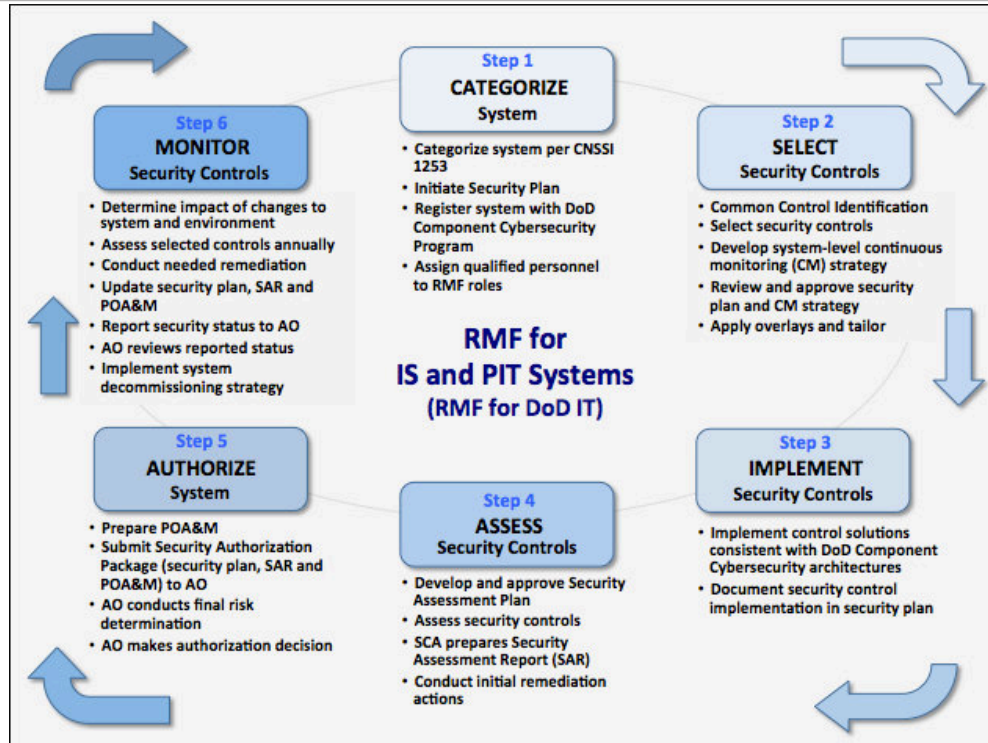 Step 1
CATEGORIZE
System
• Categorize system per CNSSI
1253
• Initiate Security Plan
• Register system with DoD
Component Cybersecurity
Program
• Assign qualified personnel
to RMF roles
Step 2
SELECT
Security Controls
• Common Control Identification
• Select security controls
• Develop system-level continuous
monitoring (CM) strategy
• Review and approve security
plan and CM strategy
• Apply overlays and tailor
Step 3
IMPLEMENT
Security Controls
• Implement control solutions
consistent with DoD Component
Cybersecurity architectures
• Document security control
implementation in security plan
Step 4
ASSESS
Security Controls
• Develop and approve Security
Assessment Plan
• Assess security controls
• SCA prepares Security
Assessment Report (SAR)
• Conduct initial remediation
actions
Step 5
AUTHORIZE
System
• Prepare POA&M
• Submit Security Authorization
Package (security plan, SAR and
POA&M) to AO
• AO conducts final risk
determination
• AO makes authorization decision
Step 6
MONITOR
Security Controls
• Determine impact of changes to
system and environment
• Assess selected controls annually
• Conduct needed remediation
• Update security plan, SAR and
POA&M
• Report security status to AO
• AO reviews reported status
• Implement system
decommissioning strategy
RMF for
IS and PIT Systems
(RMF for DoD IT)